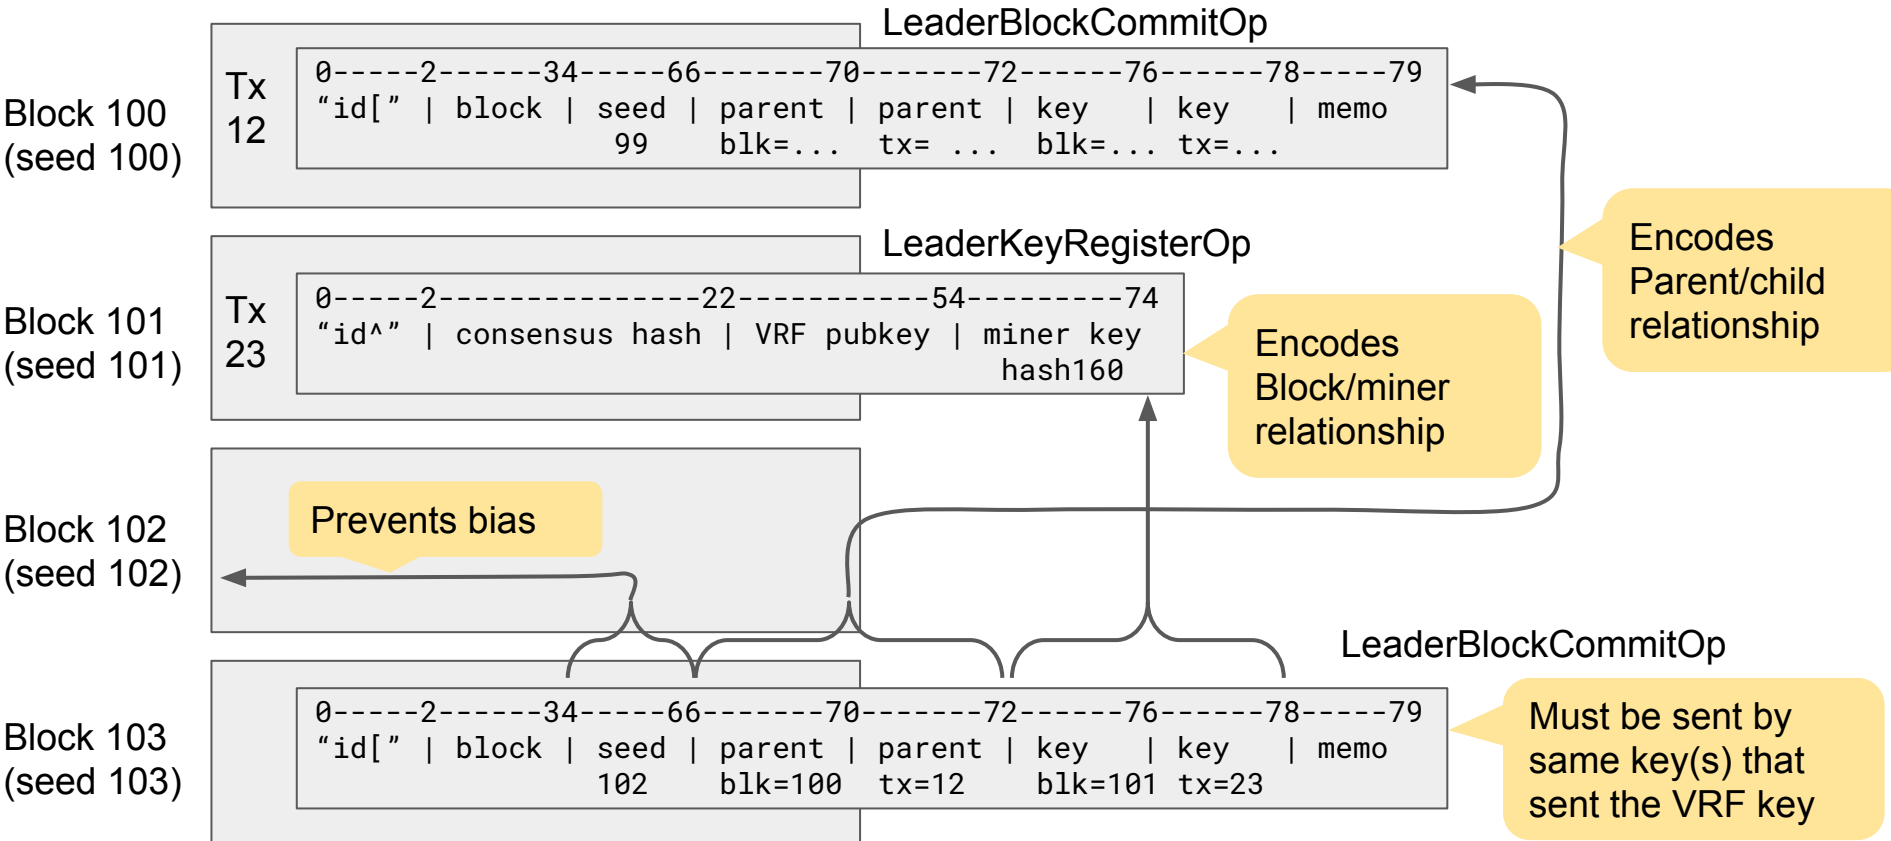 LeaderBlockCommitOp
Block 100
(seed 100)
Tx
12
0-----2------34-----66-------70-------72------76------78-----79
“id[” | block | seed | parent | parent | key   | key   | memo
99    blk=...  tx= ...  blk=... tx=...
LeaderKeyRegisterOp
Block 101
(seed 101)
Tx
23
0-----2---------------22-----------54---------74
“id^” | consensus hash | VRF pubkey | miner key
hash160
Encodes
Block/miner
relationship
Encodes
Parent/child
relationship
Block 102
(seed 102)
Prevents bias
LeaderBlockCommitOp
Block 103
(seed 103)
0-----2------34-----66-------70-------72------76------78-----79
“id[” | block | seed | parent | parent | key   | key   | memo
102    blk=100  tx=12    blk=101 tx=23
Must be sent by
same key(s) that
sent the VRF key